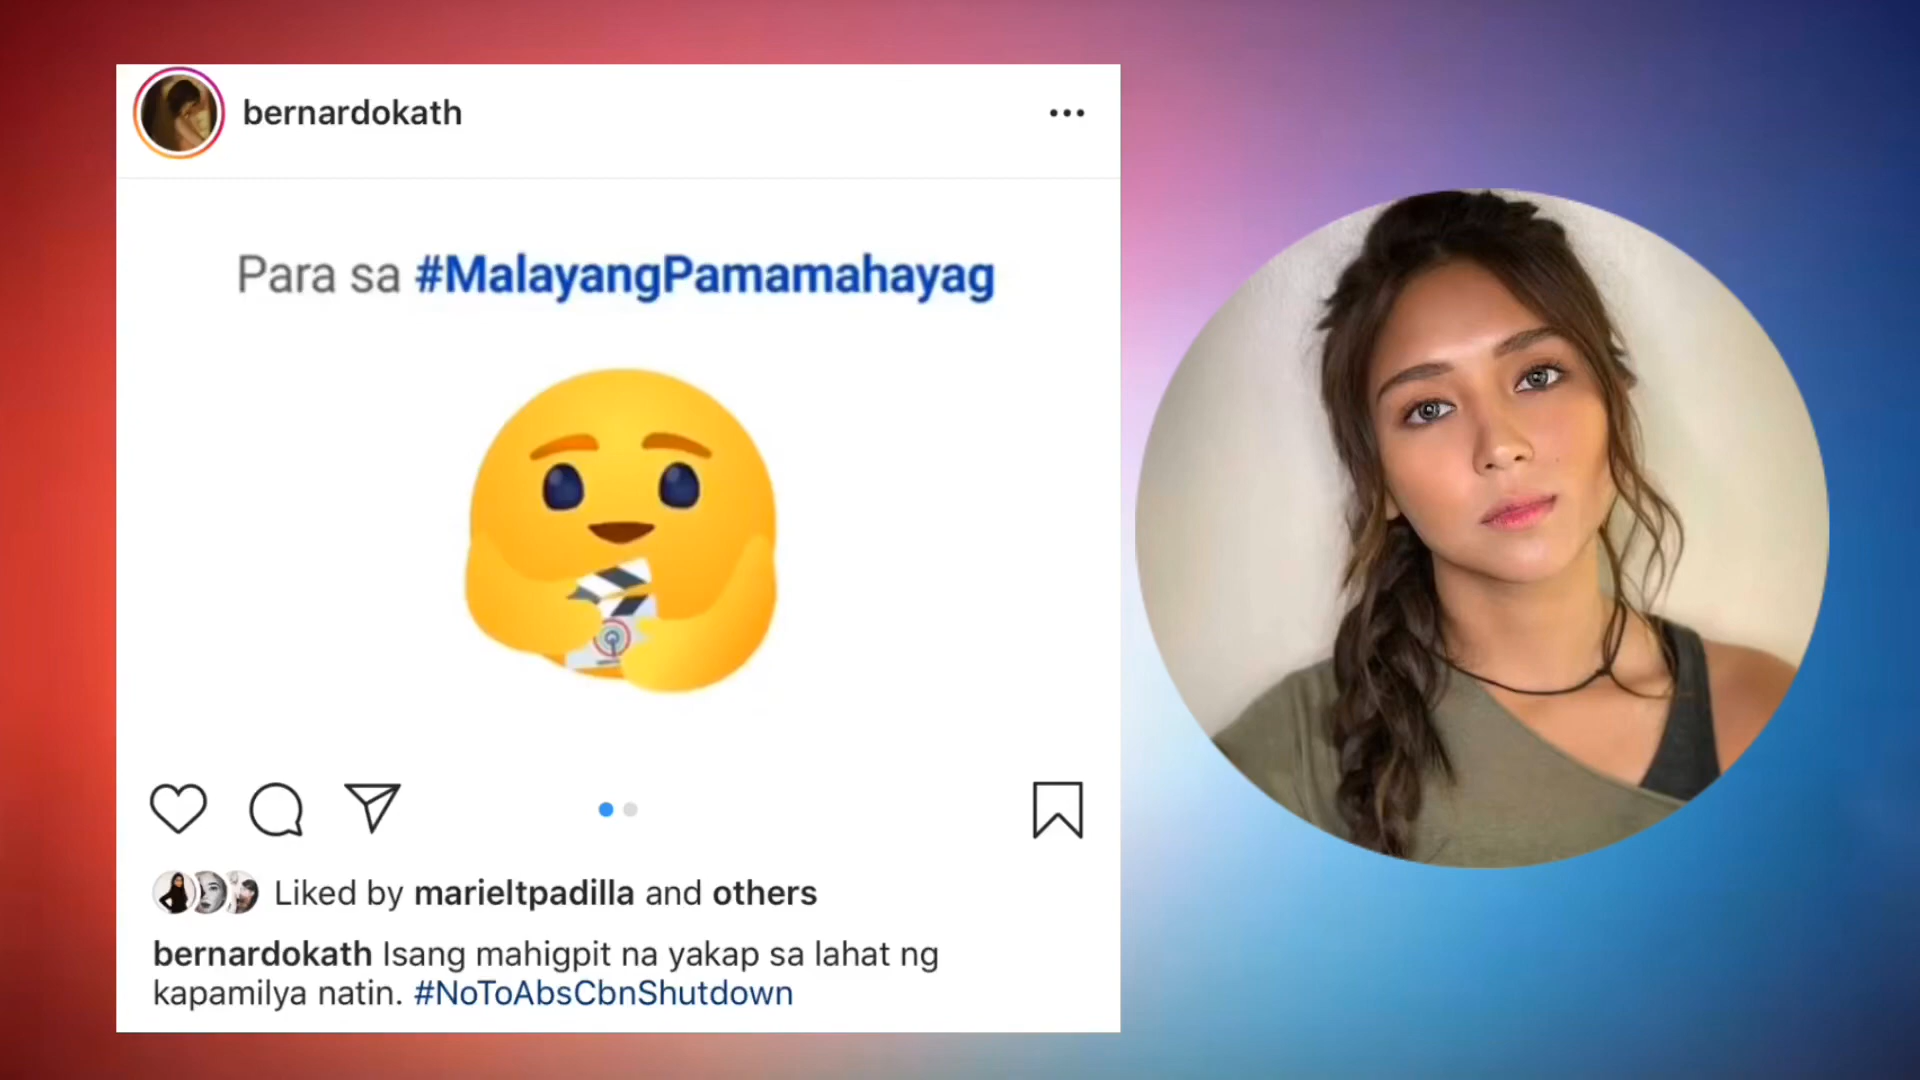 bernardokath
Para sa #MalayangPamamahayag
Liked by marieltpadilla and others
bernardokath Isang mahigpit na yakap sa lahat ng
kapamilya natin. #NoToAbsCbnShutdown